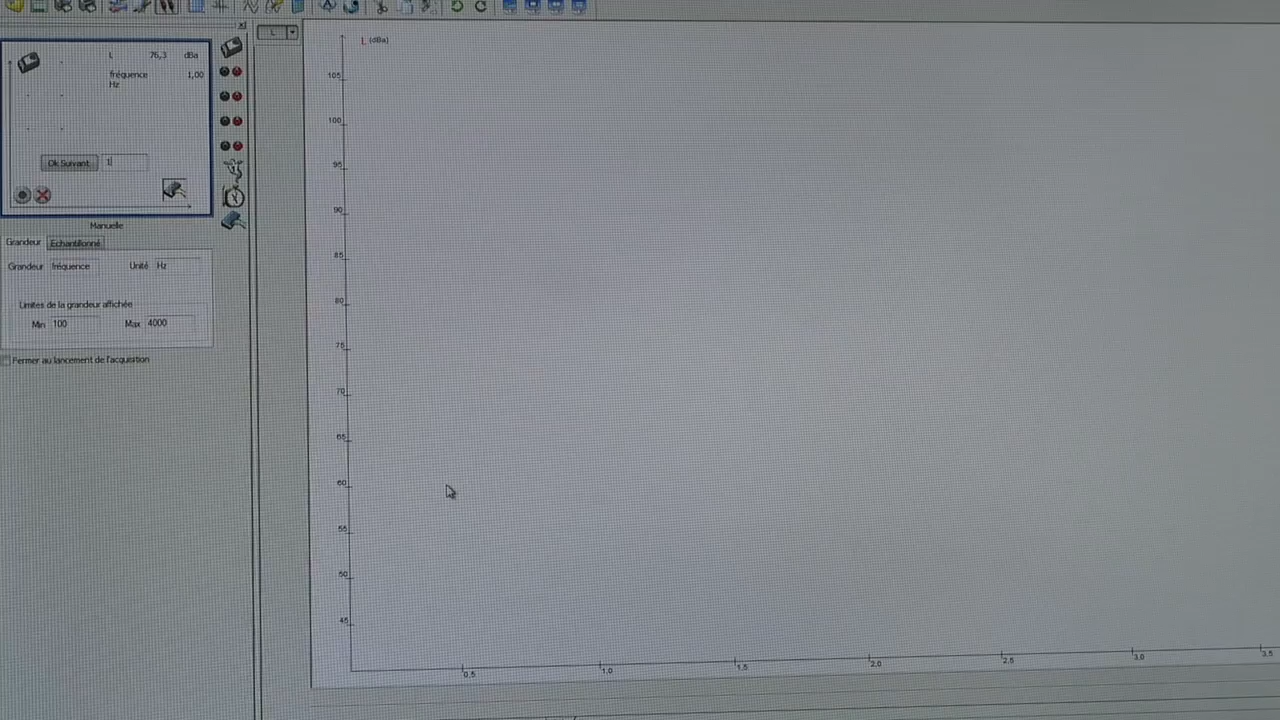 L 76,3 dBa
fréquence 1,00
Hz
Ok Suivant 1
Manuelle
Grandeur Echantillonné
Grandeur fréquence Unité Hz
Limites de la grandeur affichée
Min 100 Max 4000
Fermer au lancement de l'acquisition
L
L (dBa)
105
100
95
90
85
80
75
70
65
60
55
50
45
0.5 1.0 1.5 2.0 2.5 3.0 3.5